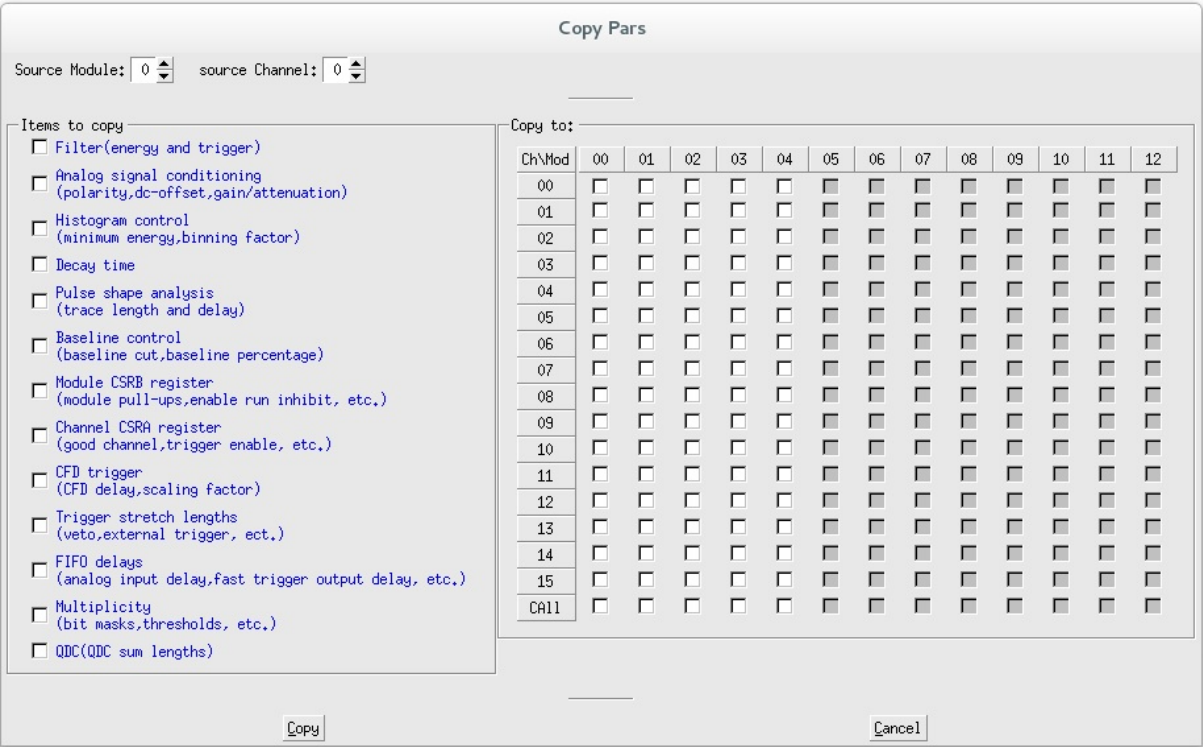 Copy Pars
Source Module: 0 source Channel: 0
Items to copy
Filter(energy and trigger)
Analog signal conditioning
(polarity,dc-offset,gain/attenuation)
Histogram control
(minimum energy,binning factor)
Decay time
Pulse shape analysis
(trace length and delay)
Baseline control
(baseline cut,baseline percentage)
Module CSRB register
(module pull-ups,enable run inhibit, etc.)
Channel CSRA register
(good channel,trigger enable, etc.)
CFD trigger
(CFD delay,scaling factor)
Trigger stretch lengths
(veto,external trigger, ect.)
FIFO delays
(analog input delay,fast trigger output delay, etc.)
Multiplicity
(bit masks,thresholds, etc.)
QDC(QDC sum lengths)
Copy to:
Ch\Mod 00 01 02 03 04 05 06 07 08 09 10 11 12
00
01
02
03
04
05
06
07
08
09
10
11
12
13
14
15
CAll
Copy
Cancel